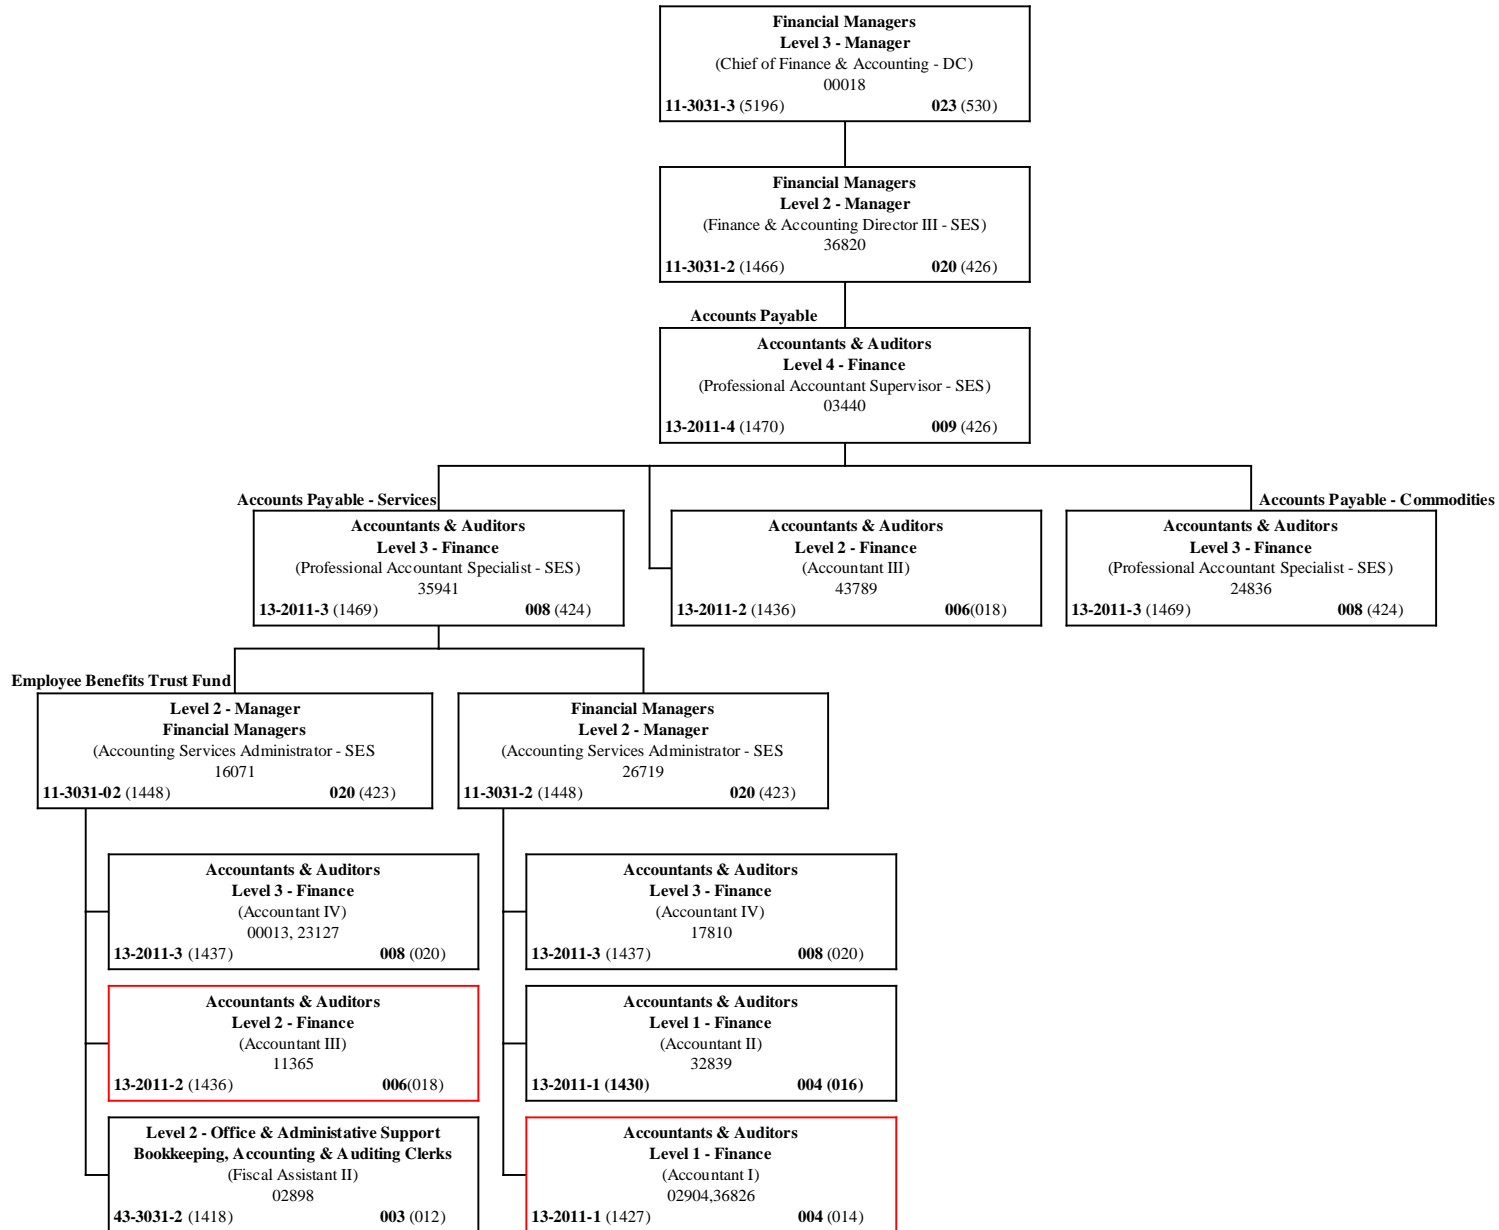 Financial Managers
Level 3 - Manager
(Chief of Finance & Accounting - DC)
00018
11-3031-3 (5196) 023 (530)
Financial Managers
Level 2 - Manager
(Finance & Accounting Director III - SES)
36820
11-3031-2 (1466) 020 (426)
Accounts Payable
Accountants & Auditors
Level 4 - Finance
(Professional Accountant Supervisor - SES)
03440
13-2011-4 (1470) 009 (426)
Accounts Payable - Services
Accountants & Auditors
Level 3 - Finance
(Professional Accountant Specialist - SES)
35941
13-2011-3 (1469) 008 (424)
Accountants & Auditors
Level 2 - Finance
(Accountant III)
43789
13-2011-2 (1436) 006(018)
Accounts Payable - Commodities
Accountants & Auditors
Level 3 - Finance
(Professional Accountant Specialist - SES)
24836
13-2011-3 (1469) 008 (424)
Employee Benefits Trust Fund
Level 2 - Manager
Financial Managers
(Accounting Services Administrator - SES
16071
11-3031-02 (1448) 020 (423)
Financial Managers
Level 2 - Manager
(Accounting Services Administrator - SES
26719
11-3031-2 (1448) 020 (423)
Accountants & Auditors
Level 3 - Finance
(Accountant IV)
00013, 23127
13-2011-3 (1437) 008 (020)
Accountants & Auditors
Level 2 - Finance
(Accountant III)
11365
13-2011-2 (1436) 006(018)
Level 2 - Office & Administative Support
Bookkeeping, Accounting & Auditing Clerks
(Fiscal Assistant II)
02898
43-3031-2 (1418) 003 (012)
Accountants & Auditors
Level 3 - Finance
(Accountant IV)
17810
13-2011-3 (1437) 008 (020)
Accountants & Auditors
Level 1 - Finance
(Accountant II)
32839
13-2011-1 (1430) 004 (016)
Accountants & Auditors
Level 1 - Finance
(Accountant I)
02904,36826
13-2011-1 (1427) 004 (014)